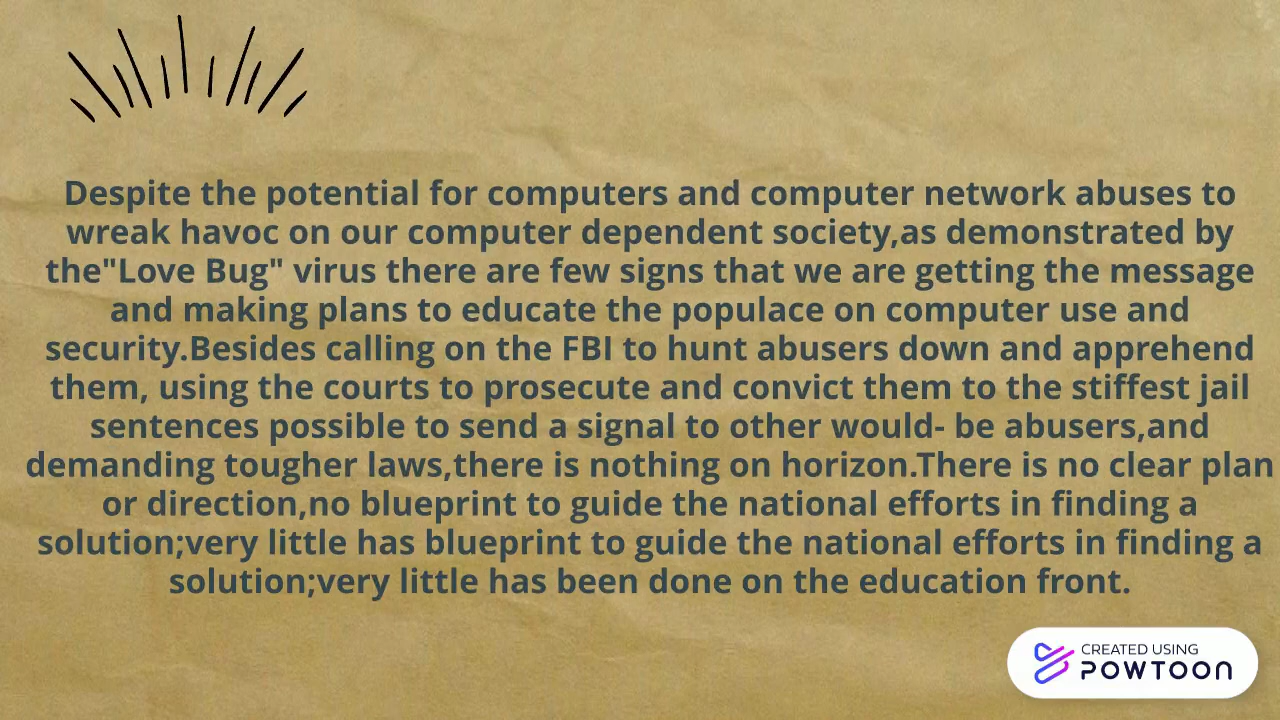 Despite the potential for computers and computer network abuses to
wreak havoc on our computer dependent society,as demonstrated by
the"Love Bug" virus there are few signs that we are getting the message
and making plans to educate the populace on computer use and
security.Besides calling on the FBI to hunt abusers down and apprehend
them, using the courts to prosecute and convict them to the stiffest jail
sentences possible to send a signal to other would- be abusers,and
demanding tougher laws,there is nothing on horizon.There is no clear plan
or direction,no blueprint to guide the national efforts in finding a
solution;very little has blueprint to guide the national efforts in finding a
solution;very little has been done on the education front.
CREATED USING
POWTOON